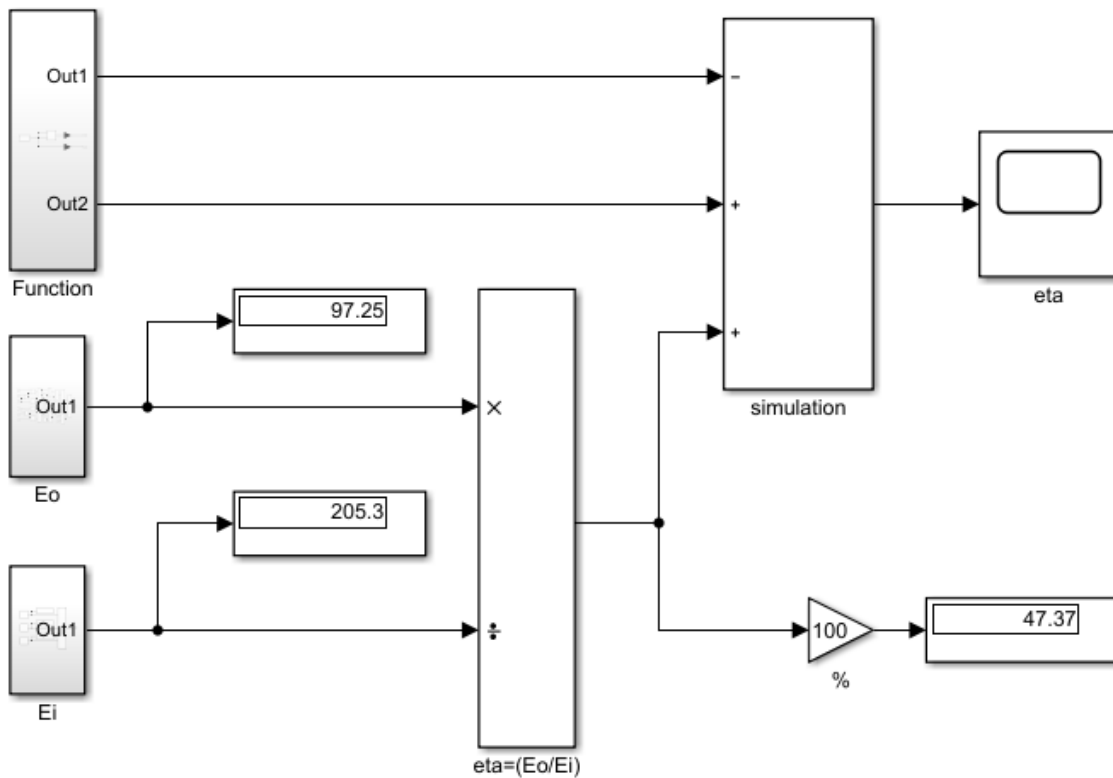 Out1
Out2
Function
−
+
+
simulation
eta
97.25
Out1
Eo
×
205.3
Out1
Ei
÷
eta=(Eo/Ei)
100
%
47.37